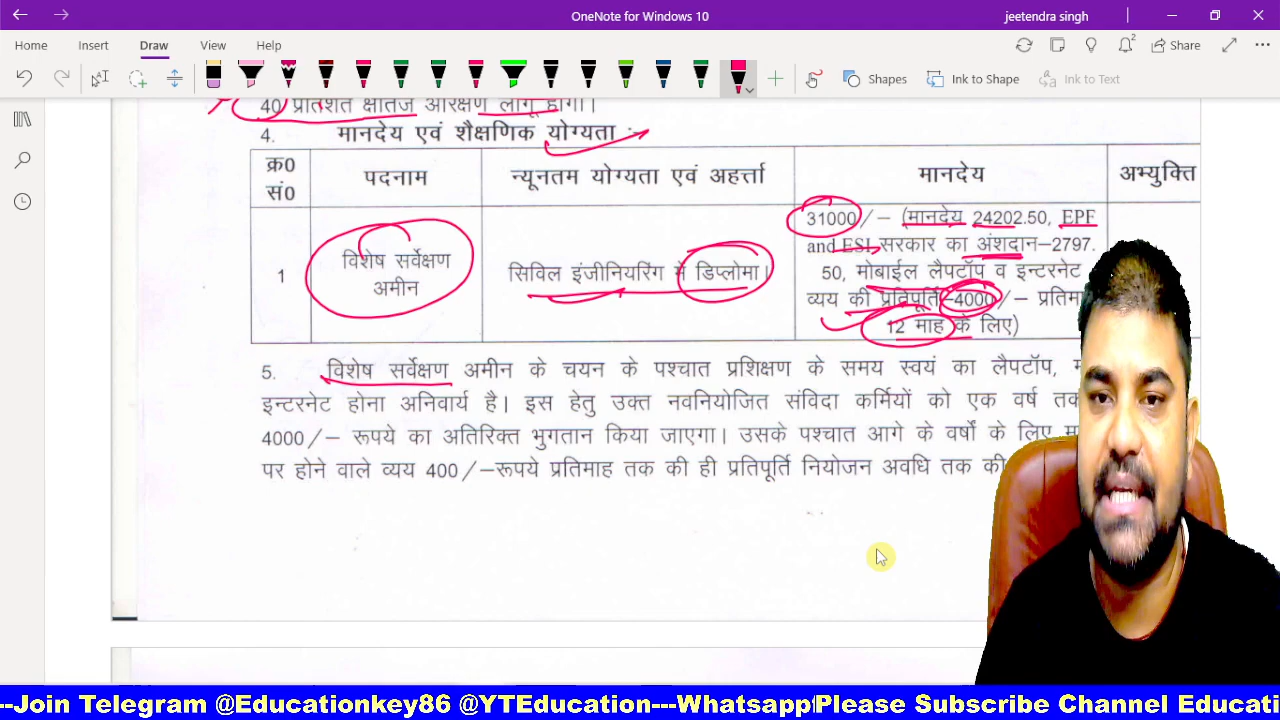 OneNote for Windows 10
jeetendra singh
Home Insert Draw View Help
Share
Shapes Ink to Shape Ink to Text
40 प्रतिशत क्षैतिज आरक्षण लागू होगा।
4. मानदेय एवं शैक्षणिक योग्यता :-
क्र० सं० पदनाम न्यूनतम योग्यता एवं अहर्त्ता मानदेय अभ्युक्ति
1 विशेष सर्वेक्षण अमीन सिविल इंजीनियरिंग में डिप्लोमा।
31000/- (मानदेय 24202.50, EPF
and ESI सरकार का अंशदान-2797.
50, मोबाईल लैपटॉप व इन्टरनेट
व्यय की प्रतिपूर्ति-4000/-
12 माह के लिए)
5. विशेष सर्वेक्षण अमीन के चयन के पश्चात प्रशिक्षण के समय स्वयं का लैपटॉप,
इन्टरनेट होना अनिवार्य है। इस हेतु उक्त नवनियोजित संविदा कर्मियों को एक वर्ष
4000/- रूपये का अतिरिक्त भुगतान किया जाएगा। उसके पश्चात आगे के वर्षो के लिए
पर होने वाले व्यय 400/-रूपये प्रतिमाह तक की ही प्रतिपूर्ति नियोजन अवधि तक की
--Join Telegram @Educationkey86 @YTEducation---Whatsapp Please Subscribe Channel